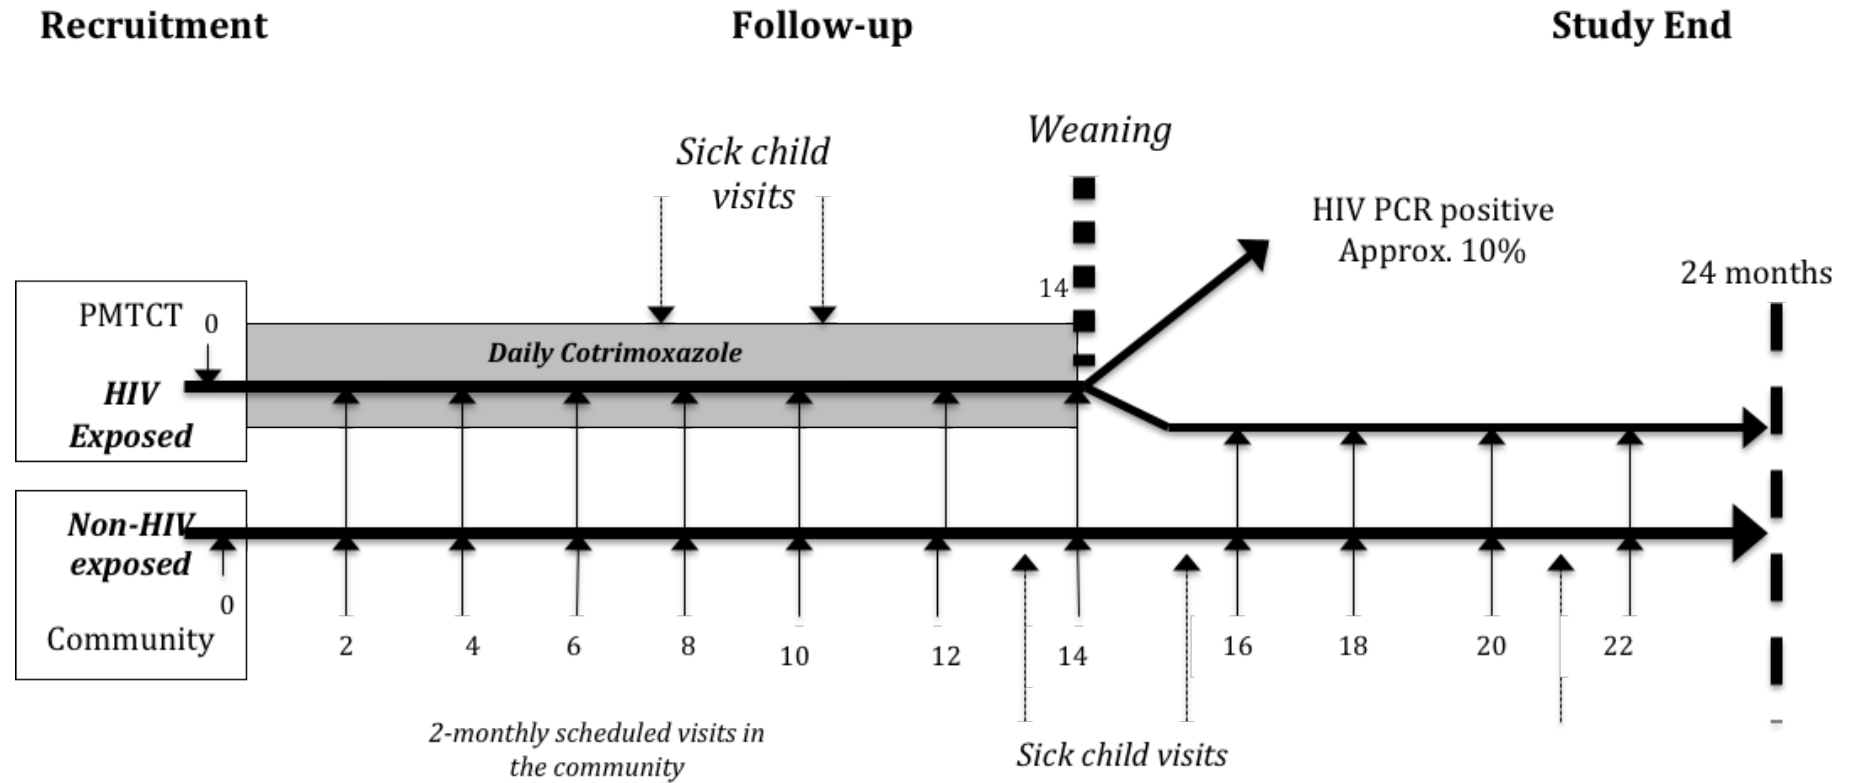 Recruitment
Follow-up
Study End
Weaning
Sick child
visits
HIV PCR positive
Approx. 10%
24 months
14
PMTCT
0
Daily Cotrimoxazole
HIV
Exposed
Non-HIV
exposed
0
Community
2
4
6
8
10
12
14
16
18
20
22
2-monthly scheduled visits in
the community
Sick child visits